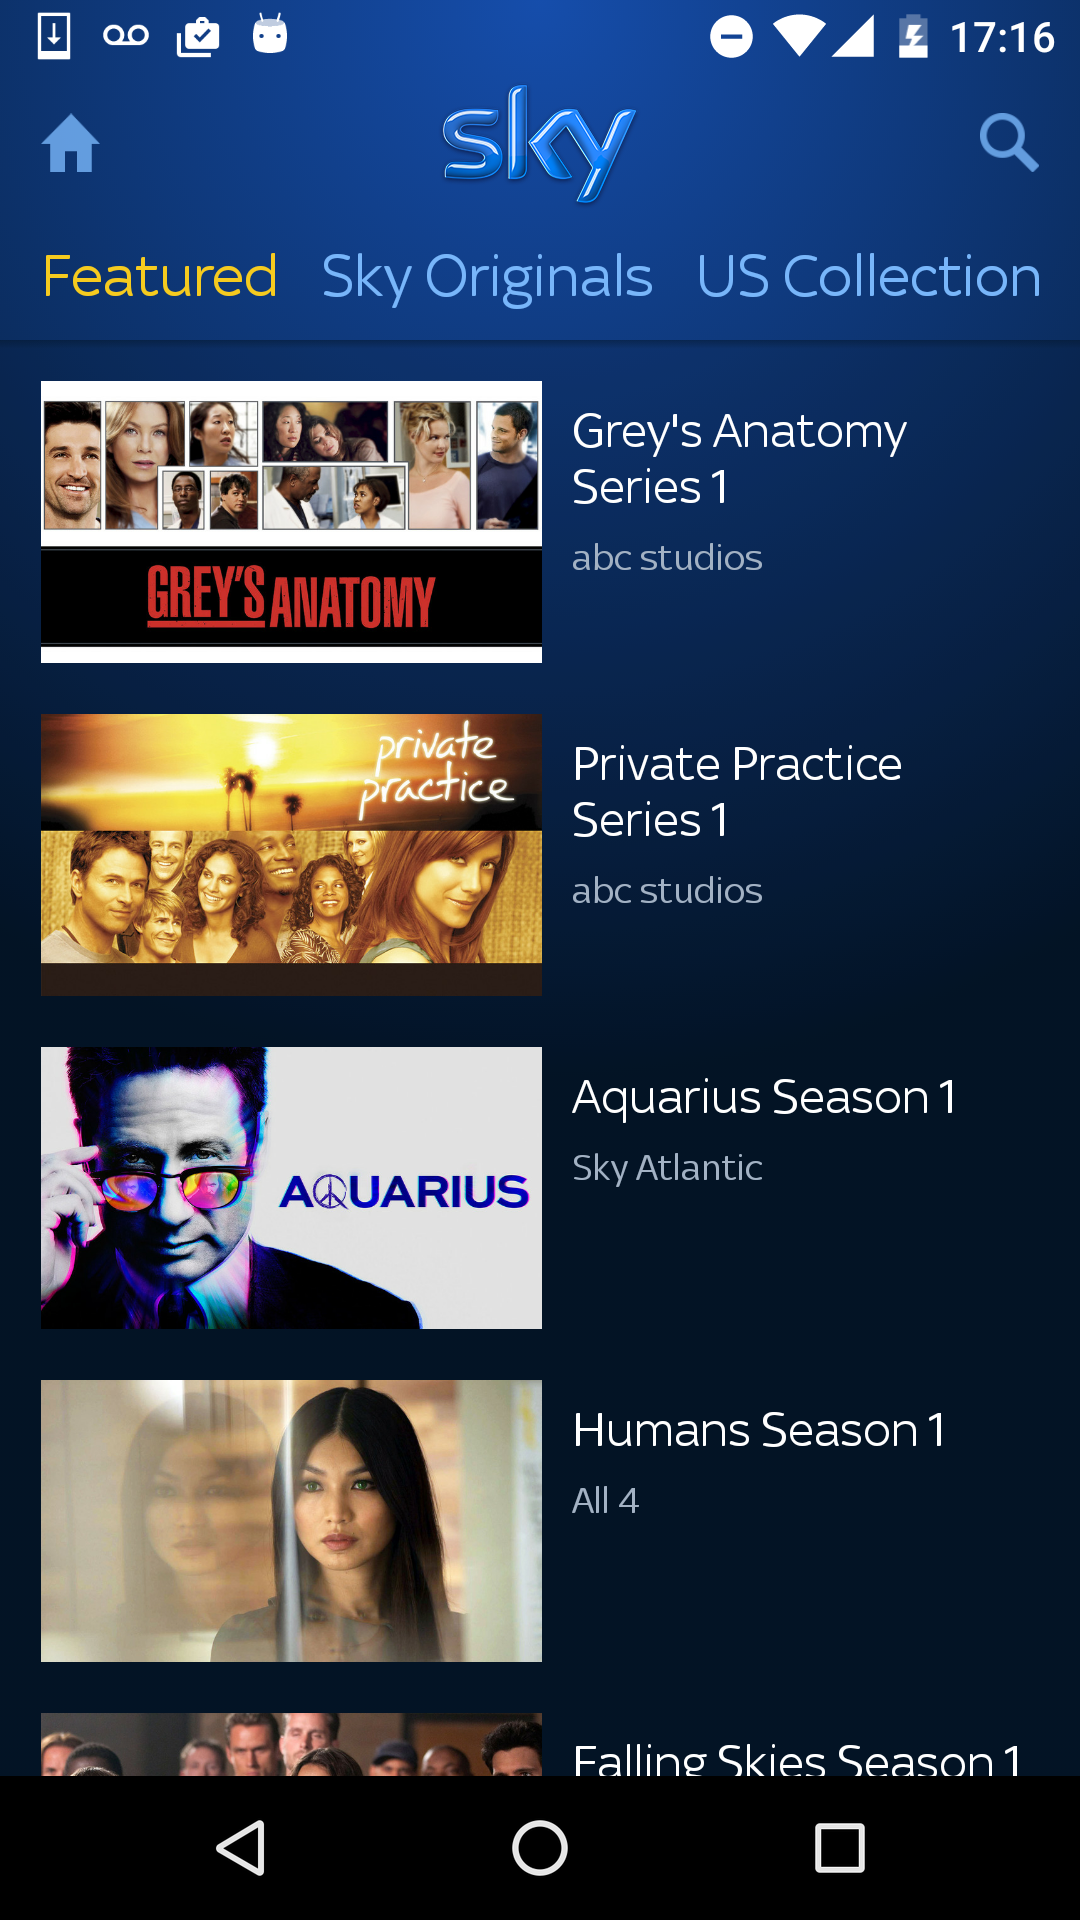 17:16
sky
Featured Sky Originals US Collection
GREY'S ANATOMY
Grey's Anatomy
Series 1
abc studios
private
practice
Private Practice
Series 1
abc studios
AQUARIUS
Aquarius Season 1
Sky Atlantic
Humans Season 1
All 4
Falling Skies Season 1